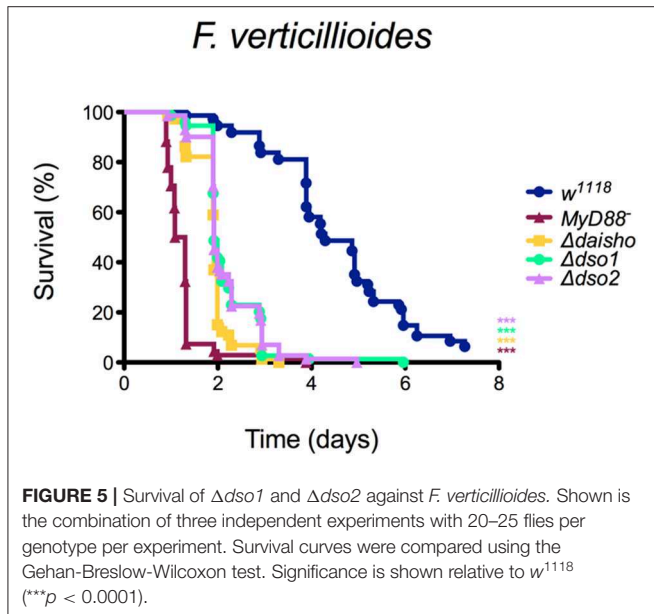 F. verticillioides
100
80
60
40
20
0
Survival (%)
0 2 4 6 8
Time (days)
w1118
MyD88-
Δdaisho
Δdso1
Δdso2
***
***
***
***
FIGURE 5 | Survival of Δdso1 and Δdso2 against F. verticillioides. Shown is
the combination of three independent experiments with 20–25 flies per
genotype per experiment. Survival curves were compared using the
Gehan-Breslow-Wilcoxon test. Significance is shown relative to w1118
(***p < 0.0001).